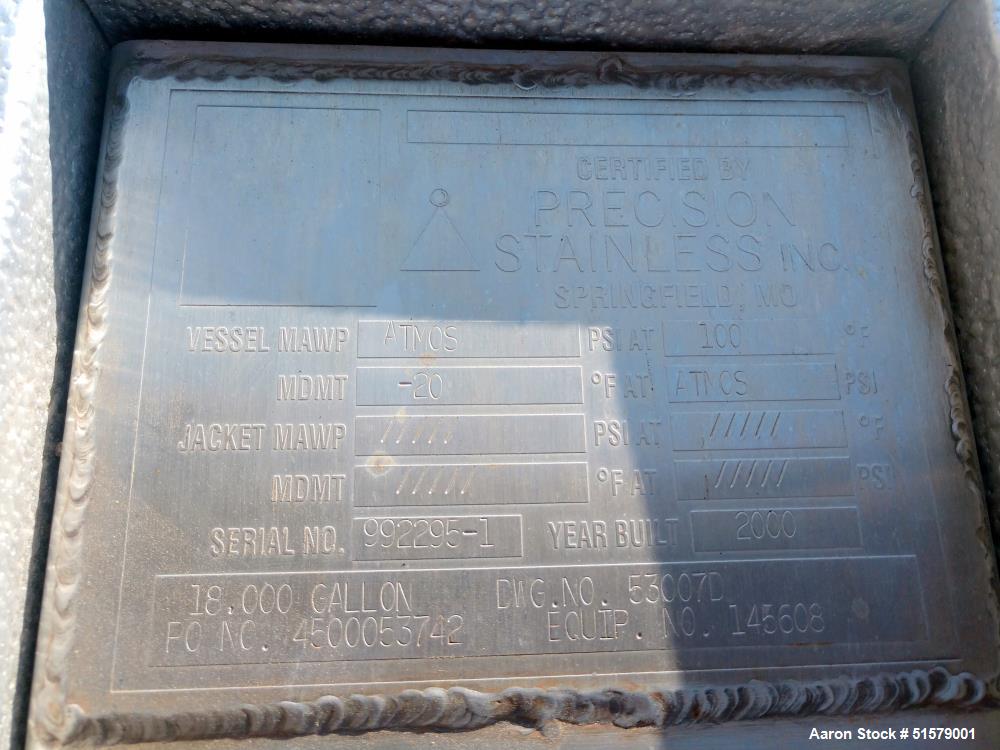 CERTIFIED BY
PRECISION
STAINLESS INC.
SPRINGFIELD, MO
VESSEL MAWP ATMOS PSI AT 100 °F
MDMT -20 °F AT ATMOS PSI
JACKET MAWP ///// PSI AT ///// °F
MDMT ///// °F AT ///// PSI
SERIAL NO. 992295-1 YEAR BUILT 2000
18,000 GALLON DWG.NO. 53007D
PO NO. 4500053742 EQUIP. NO. 145608
Aaron Stock # 51579001